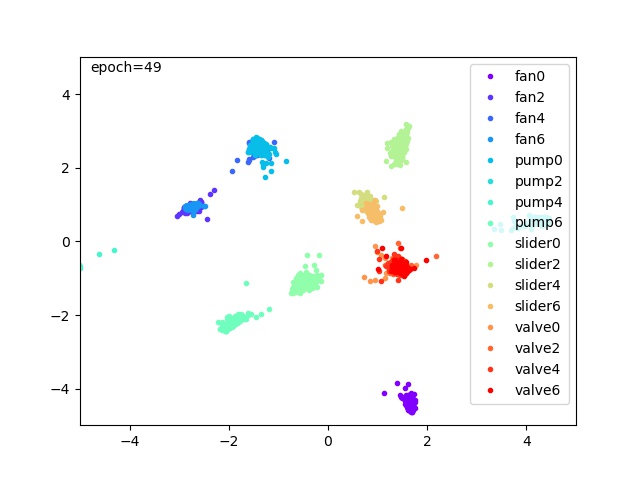 epoch=49
4
2
0
−2
−4
−4
−2
0
2
4
fan0
fan2
fan4
fan6
pump0
pump2
pump4
pump6
slider0
slider2
slider4
slider6
valve0
valve2
valve4
valve6